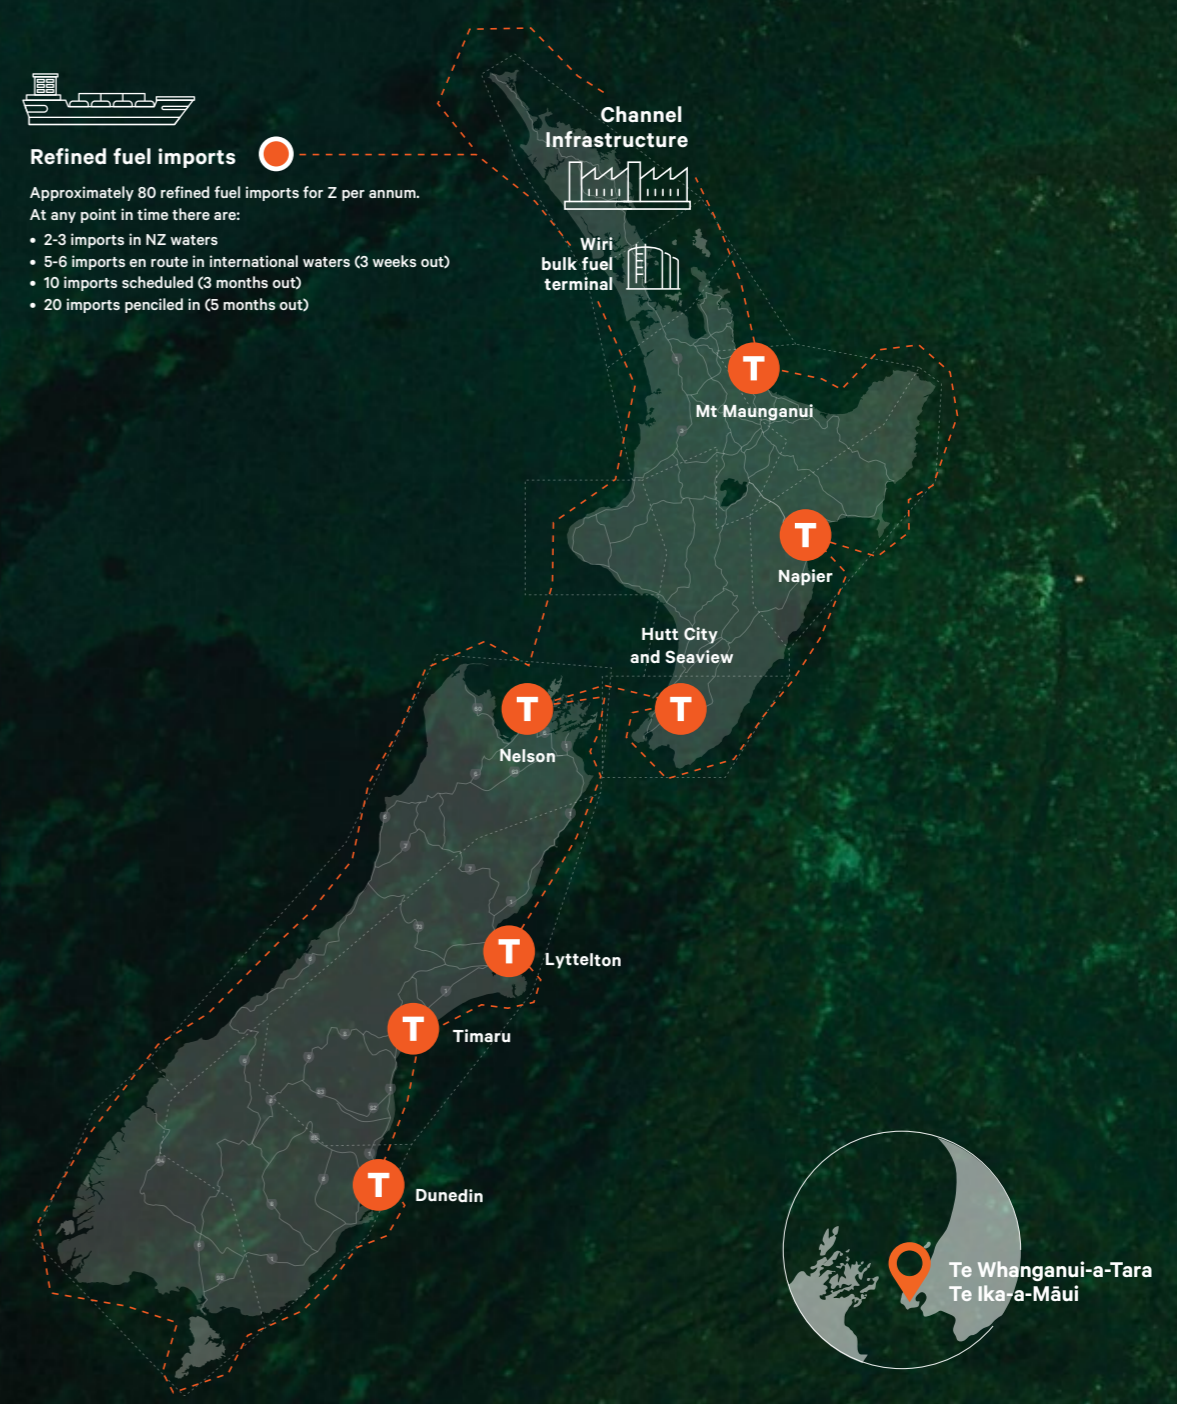 Refined fuel imports
Approximately 80 refined fuel imports for Z per annum.
At any point in time there are:
• 2-3 imports in NZ waters
• 5-6 imports en route in international waters (3 weeks out)
• 10 imports scheduled (3 months out)
• 20 imports penciled in (5 months out)
Channel
Infrastructure
Wiri
bulk fuel
terminal
T
Mt Maunganui
T
Napier
Hutt City
and Seaview
T
T
Nelson
T
Lyttelton
T
Timaru
T
Dunedin
Te Whanganui-a-Tara
Te Ika-a-Māui